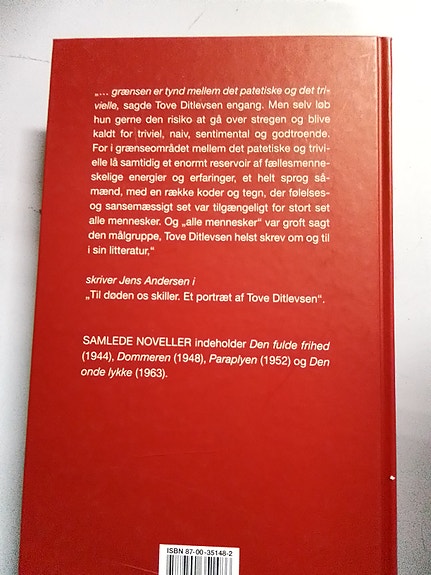 „... grænsen er tynd mellem det patetiske og det tri-
vielle, sagde Tove Ditlevsen engang. Men selv løb
hun gerne den risiko at gå over stregen og blive
kaldt for triviel, naiv, sentimental og godtroende.
For i grænseområdet mellem det patetiske og trivi-
elle lå samtidig et enormt reservoir af fællesmenne-
skelige energier og erfaringer, et helt sprog så-
mænd, med en række koder og tegn, der følelses-
og sansemæssigt set var tilgængeligt for stort set
alle mennesker. Og „alle mennesker“ var groft sagt
den målgruppe, Tove Ditlevsen helst skrev om og til
i sin litteratur,“
skriver Jens Andersen i
„Til døden os skiller. Et portræt af Tove Ditlevsen“.
SAMLEDE NOVELLER indeholder Den fulde frihed
(1944), Dommeren (1948), Paraplyen (1952) og Den
onde lykke (1963).
ISBN 87-00-35148-2